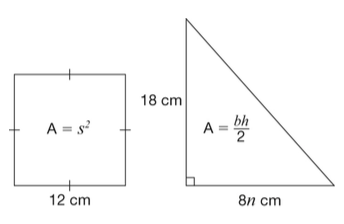 A = s²
12 cm
18 cm
A = bh/2
8n cm